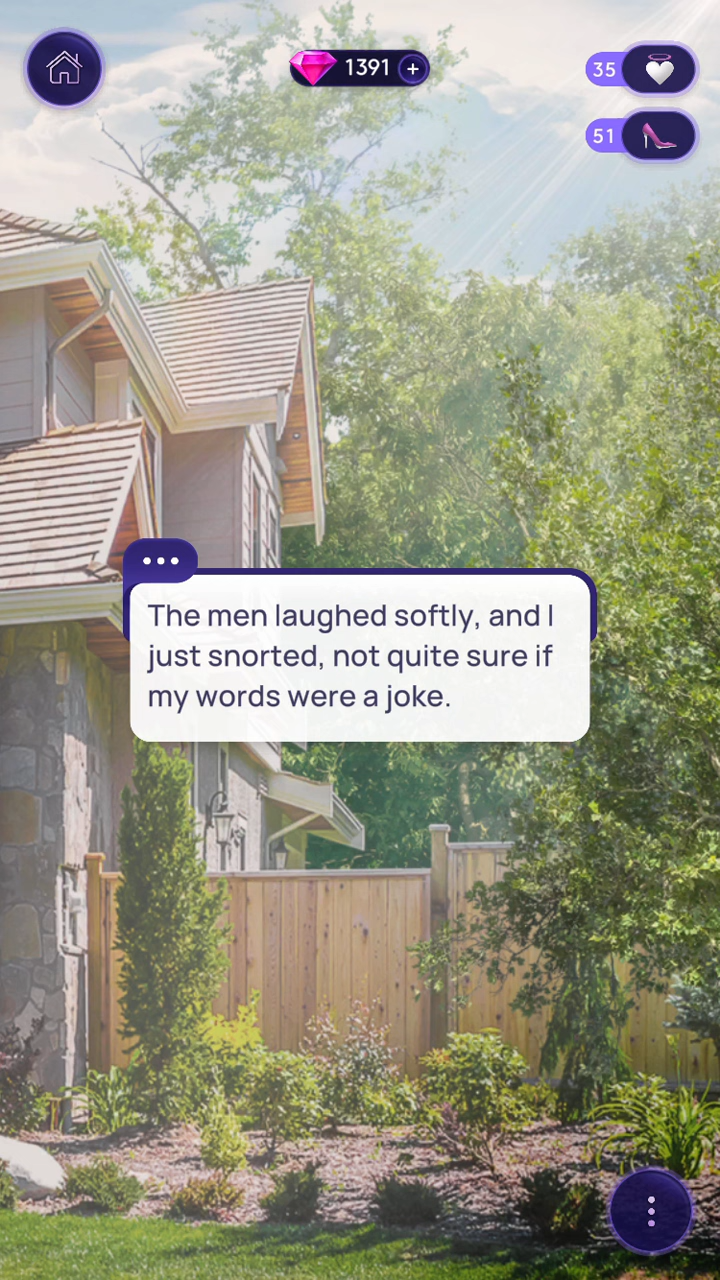 1391 +
35
51
The men laughed softly, and I
just snorted, not quite sure if
my words were a joke.